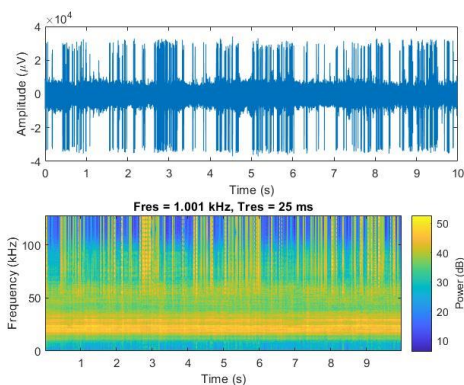 ×10⁴
4
2
0
-2
-4
Amplitude (μV)
0 1 2 3 4 5 6 7 8 9 10
Time (s)
Fres = 1.001 kHz, Tres = 25 ms
100
50
0
Frequency (kHz)
1 2 3 4 5 6 7 8 9
Time (s)
50
40
30
20
10
Power (dB)